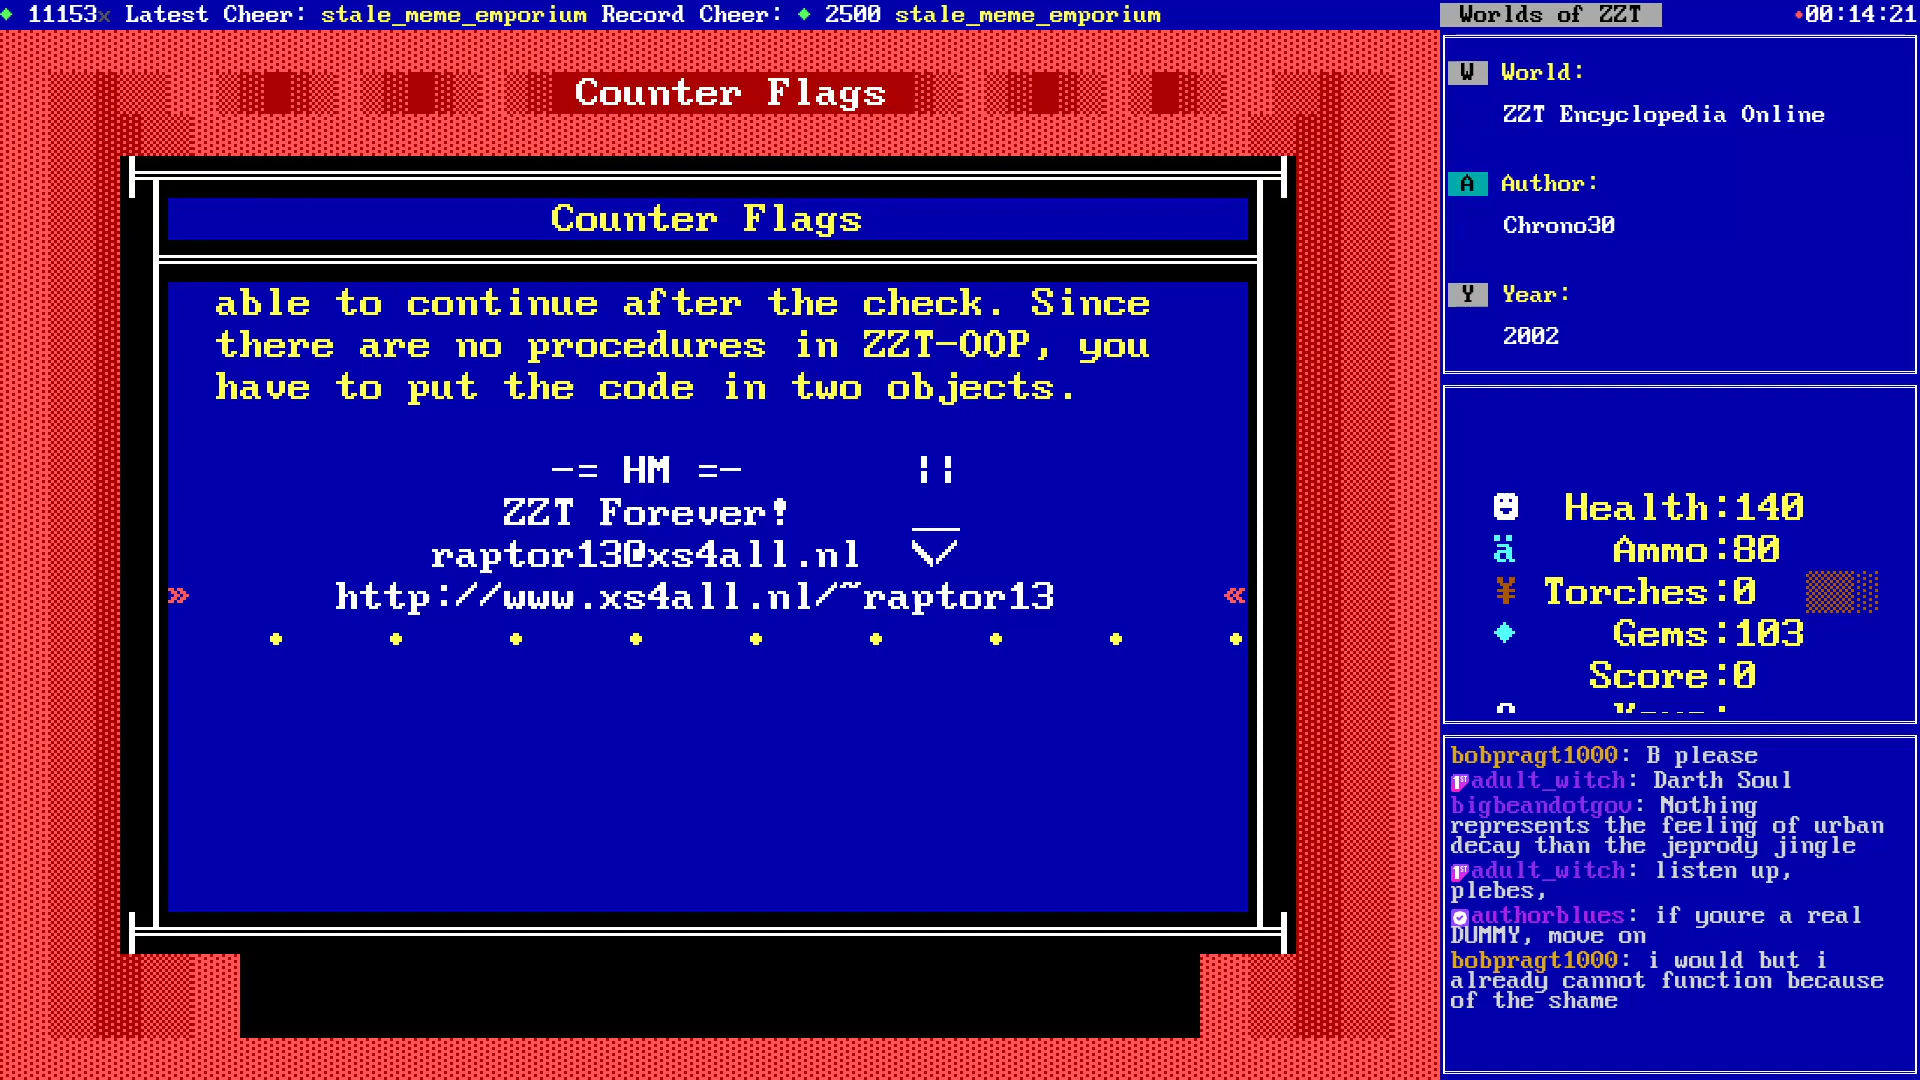 ♦ 11153x Latest Cheer: stale_meme_emporium Record Cheer: ♦ 2500 stale_meme_emporium
Counter Flags
Counter Flags
able to continue after the check. Since
there are no procedures in ZZT-OOP, you
have to put the code in two objects.
-= HM =- ¦¦
ZZT Forever! __
raptor13@xs4all.nl \/
» http://www.xs4all.nl/~raptor13 «
• • • • • • • • •
Worlds of ZZT •00:14:21
W World:
ZZT Encyclopedia Online
A Author:
Chrono30
Y Year:
2002
Health:140
ä Ammo:80
¥ Torches:0
♦ Gems:103
Score:0
bobpragt1000: B please
1ST adult_witch: Darth Soul
bigbeandotgov: Nothing
represents the feeling of urban
decay than the jeprody jingle
1ST adult_witch: listen up,
plebes,
authorblues: if youre a real
DUMMY, move on
bobpragt1000: i would but i
already cannot function because
of the shame